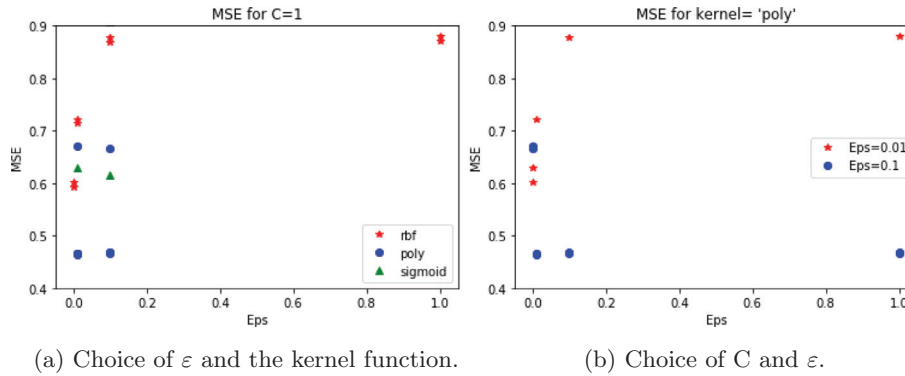 MSE for C=1
0.9
0.8
0.7
0.6
0.5
0.4
MSE
0.0 0.2 0.4 0.6 0.8 1.0
Eps
rbf
poly
sigmoid
(a) Choice of ε and the kernel function.
MSE for kernel= 'poly'
0.9
0.8
0.7
0.6
0.5
0.4
MSE
0.0 0.2 0.4 0.6 0.8 1.0
Eps
Eps=0.01
Eps=0.1
(b) Choice of C and ε.